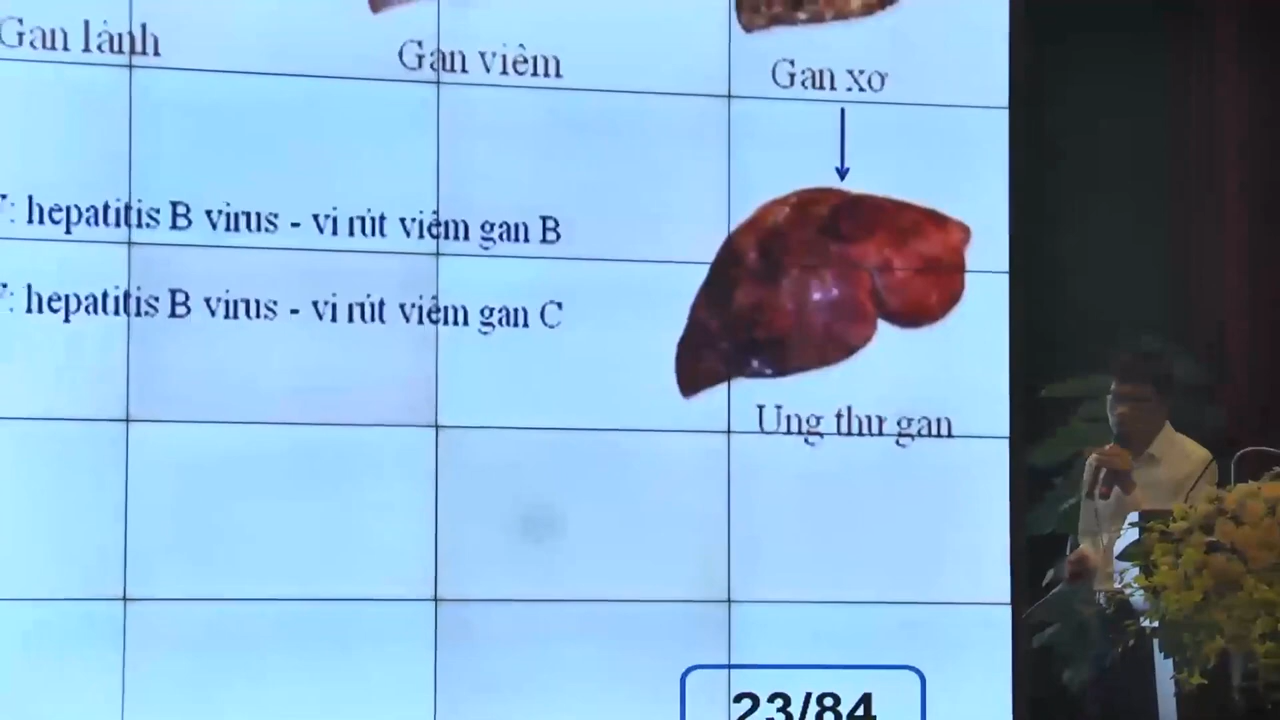 Gan lành
Gan viêm
Gan xơ
: hepatitis B virus - vi rút viêm gan B
: hepatitis B virus - vi rút viêm gan C
Ung thư gan
23/84